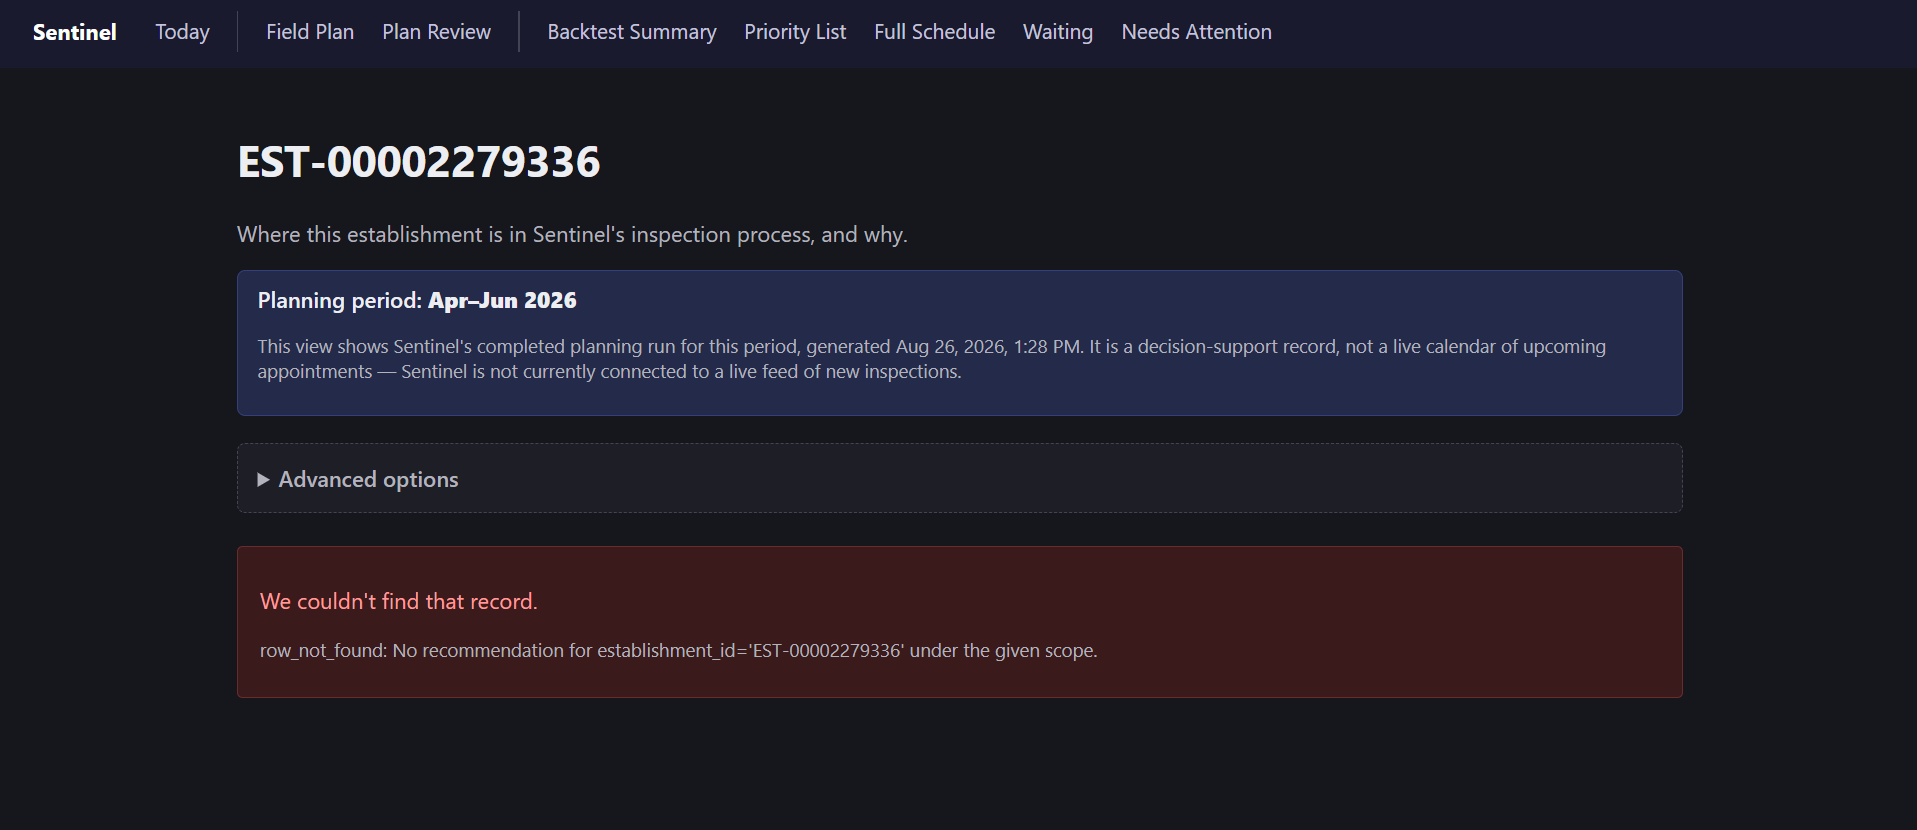 Sentinel Today Field Plan Plan Review Backtest Summary Priority List Full Schedule Waiting Needs Attention
EST-00002279336
Where this establishment is in Sentinel's inspection process, and why.
Planning period: Apr–Jun 2026
This view shows Sentinel's completed planning run for this period, generated Aug 26, 2026, 1:28 PM. It is a decision-support record, not a live calendar of upcoming
appointments — Sentinel is not currently connected to a live feed of new inspections.
▶ Advanced options
We couldn't find that record.
row_not_found: No recommendation for establishment_id='EST-00002279336' under the given scope.